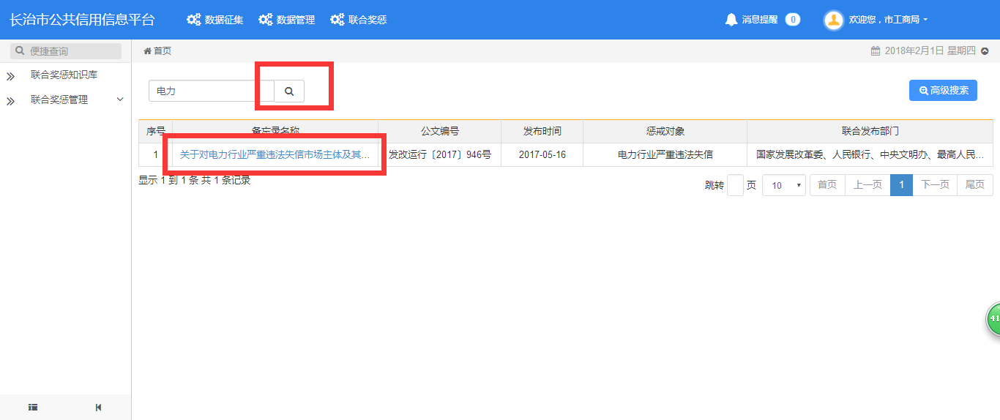 长治市公共信用信息平台 数据征集 数据管理 联合奖惩 消息提醒 0 欢迎您，市工商局
便捷查询 首页 2018年2月1日 星期四
联合奖惩知识库
联合奖惩管理
电力 高级搜索
序号 备忘录名称 公文编号 发布时间 惩戒对象 联合发布部门
1 关于对电力行业严重违法失信市场主体及其... 发改运行〔2017〕946号 2017-05-16 电力行业严重违法失信 国家发展改革委、人民银行、中央文明办、最高人民...
显示 1 到 1 条 共 1 条记录 跳转 页 10 首页 上一页 1 下一页 尾页
41